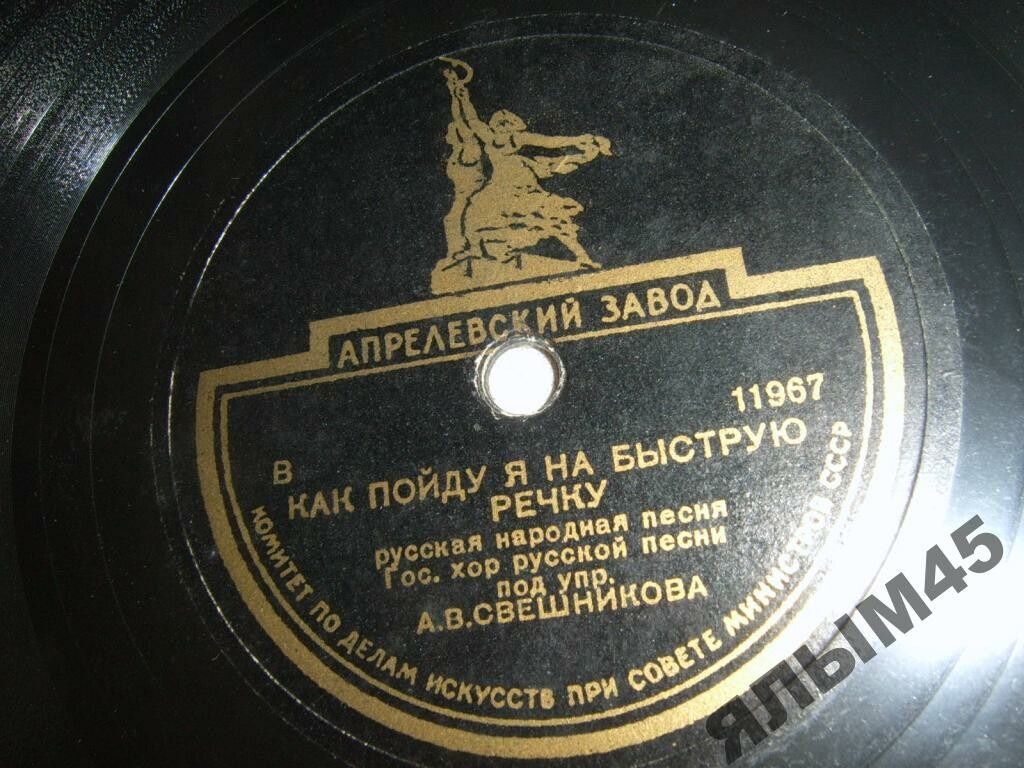 АПРЕЛЕВСКИЙ ЗАВОД
11967
В
КАК ПОЙДУ Я НА БЫСТРУЮ
РЕЧКУ
русская народная песня
Гос. хор русской песни
под упр.
А.В.СВЕШНИКОВА
КОМИТЕТ ПО ДЕЛАМ ИСКУССТВ ПРИ СОВЕТЕ МИНИСТРОВ СССР
ЯЛЫМ45